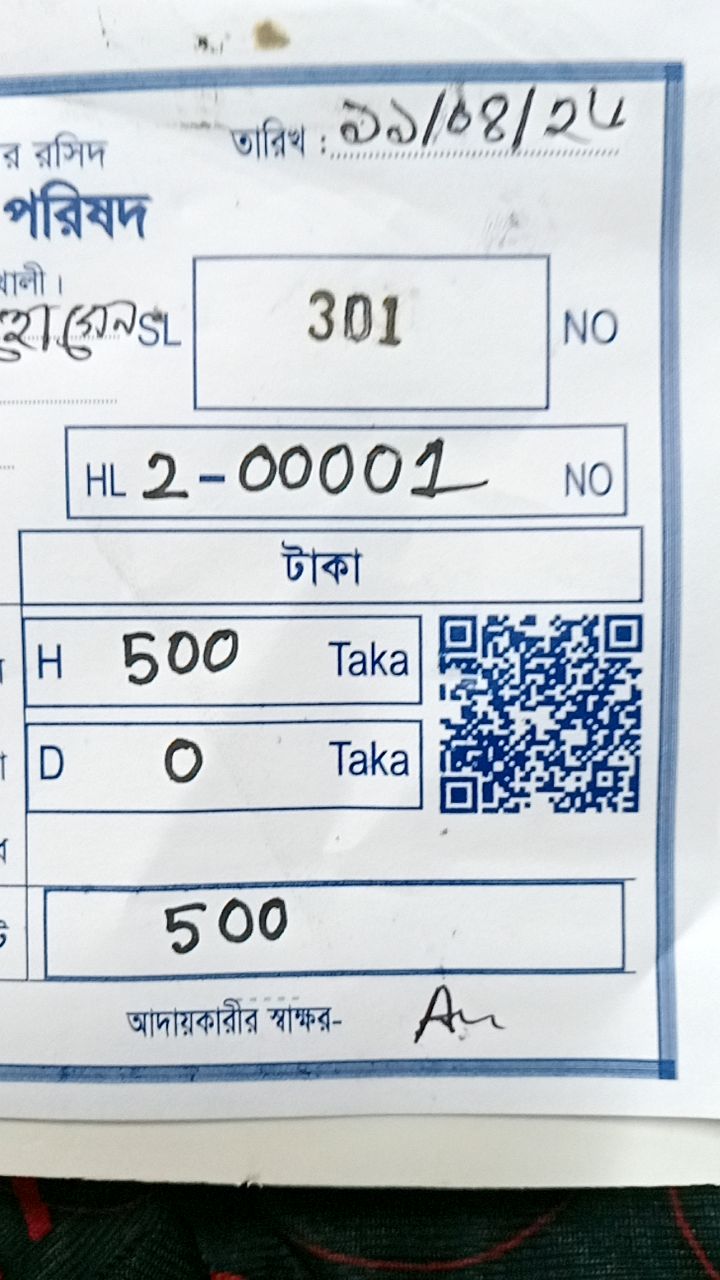 র রসিদ
তারিখ : ১১/০৪/২৫
পরিষদ
খালী ।
হোসেন SL 301 NO
HL 2-00001 NO
টাকা
H 500 Taka
D 0 Taka
500
আদায়কারীর স্বাক্ষর-